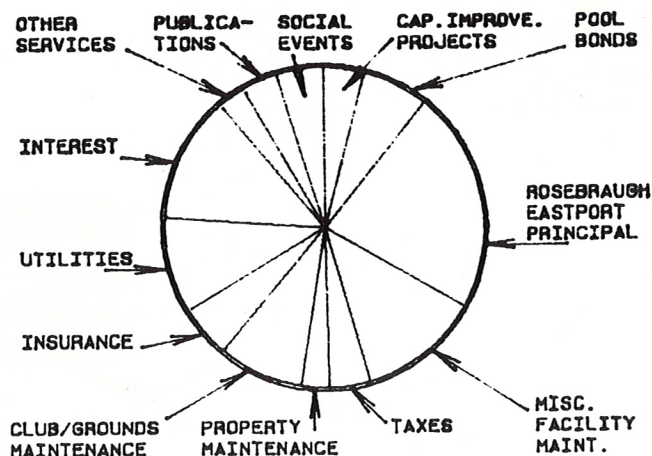 OTHER
SERVICES
PUBLICA-
TIONS
SOCIAL
EVENTS
CAP.IMPROVE.
PROJECTS
POOL
BONDS
INTEREST
ROSEBRAUGH
EASTPORT
PRINCIPAL
UTILITIES
INSURANCE
CLUB/GROUNDS
MAINTENANCE
PROPERTY
MAINTENANCE
TAXES
MISC.
FACILITY
MAINT.